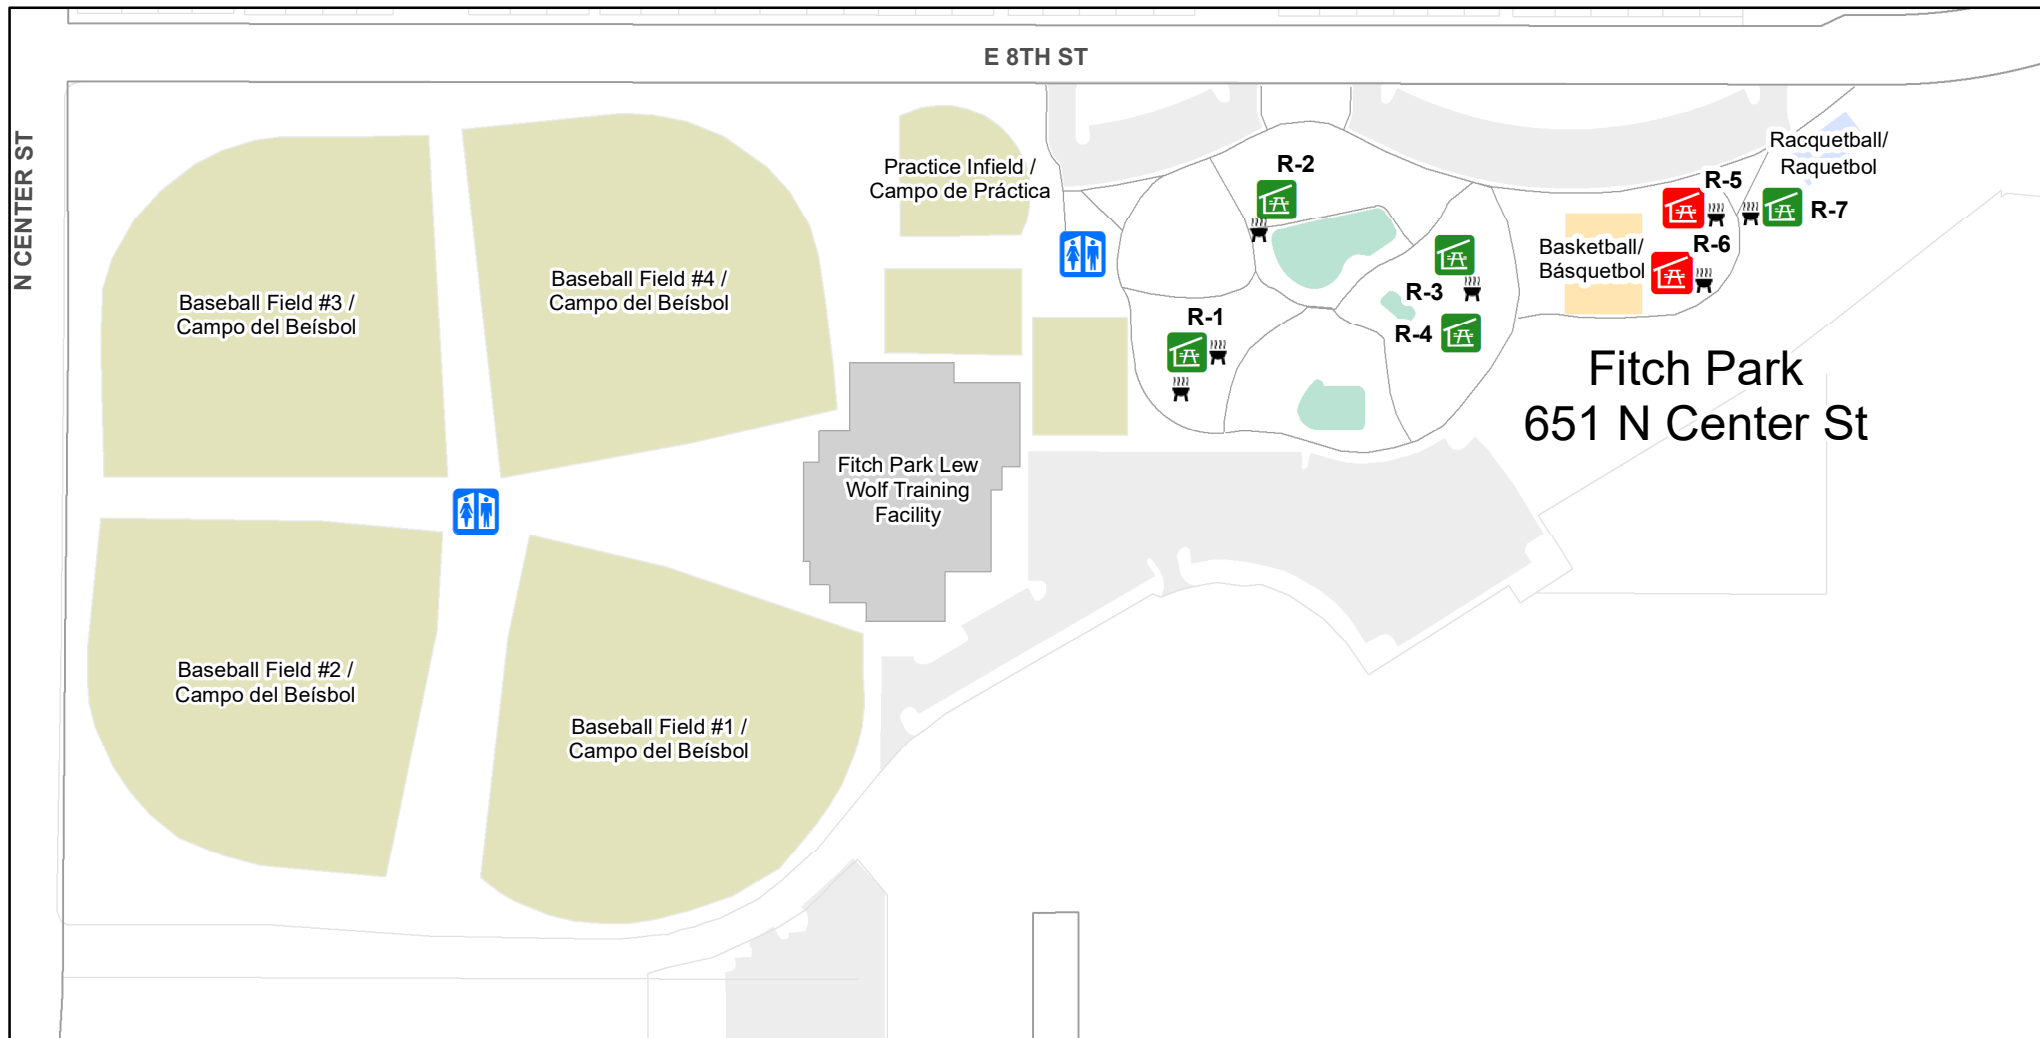 E 8TH ST
N CENTER ST
Practice Infield /
Campo de Práctica
R-2
Racquetball/
Raquetbol
R-5
R-7
Basketball/
Básquetbol
R-6
Baseball Field #3 /
Campo del Beísbol
Baseball Field #4 /
Campo del Beísbol
R-3
R-1
R-4
Fitch Park
651 N Center St
Fitch Park Lew
Wolf Training
Facility
Baseball Field #2 /
Campo del Beísbol
Baseball Field #1 /
Campo del Beísbol